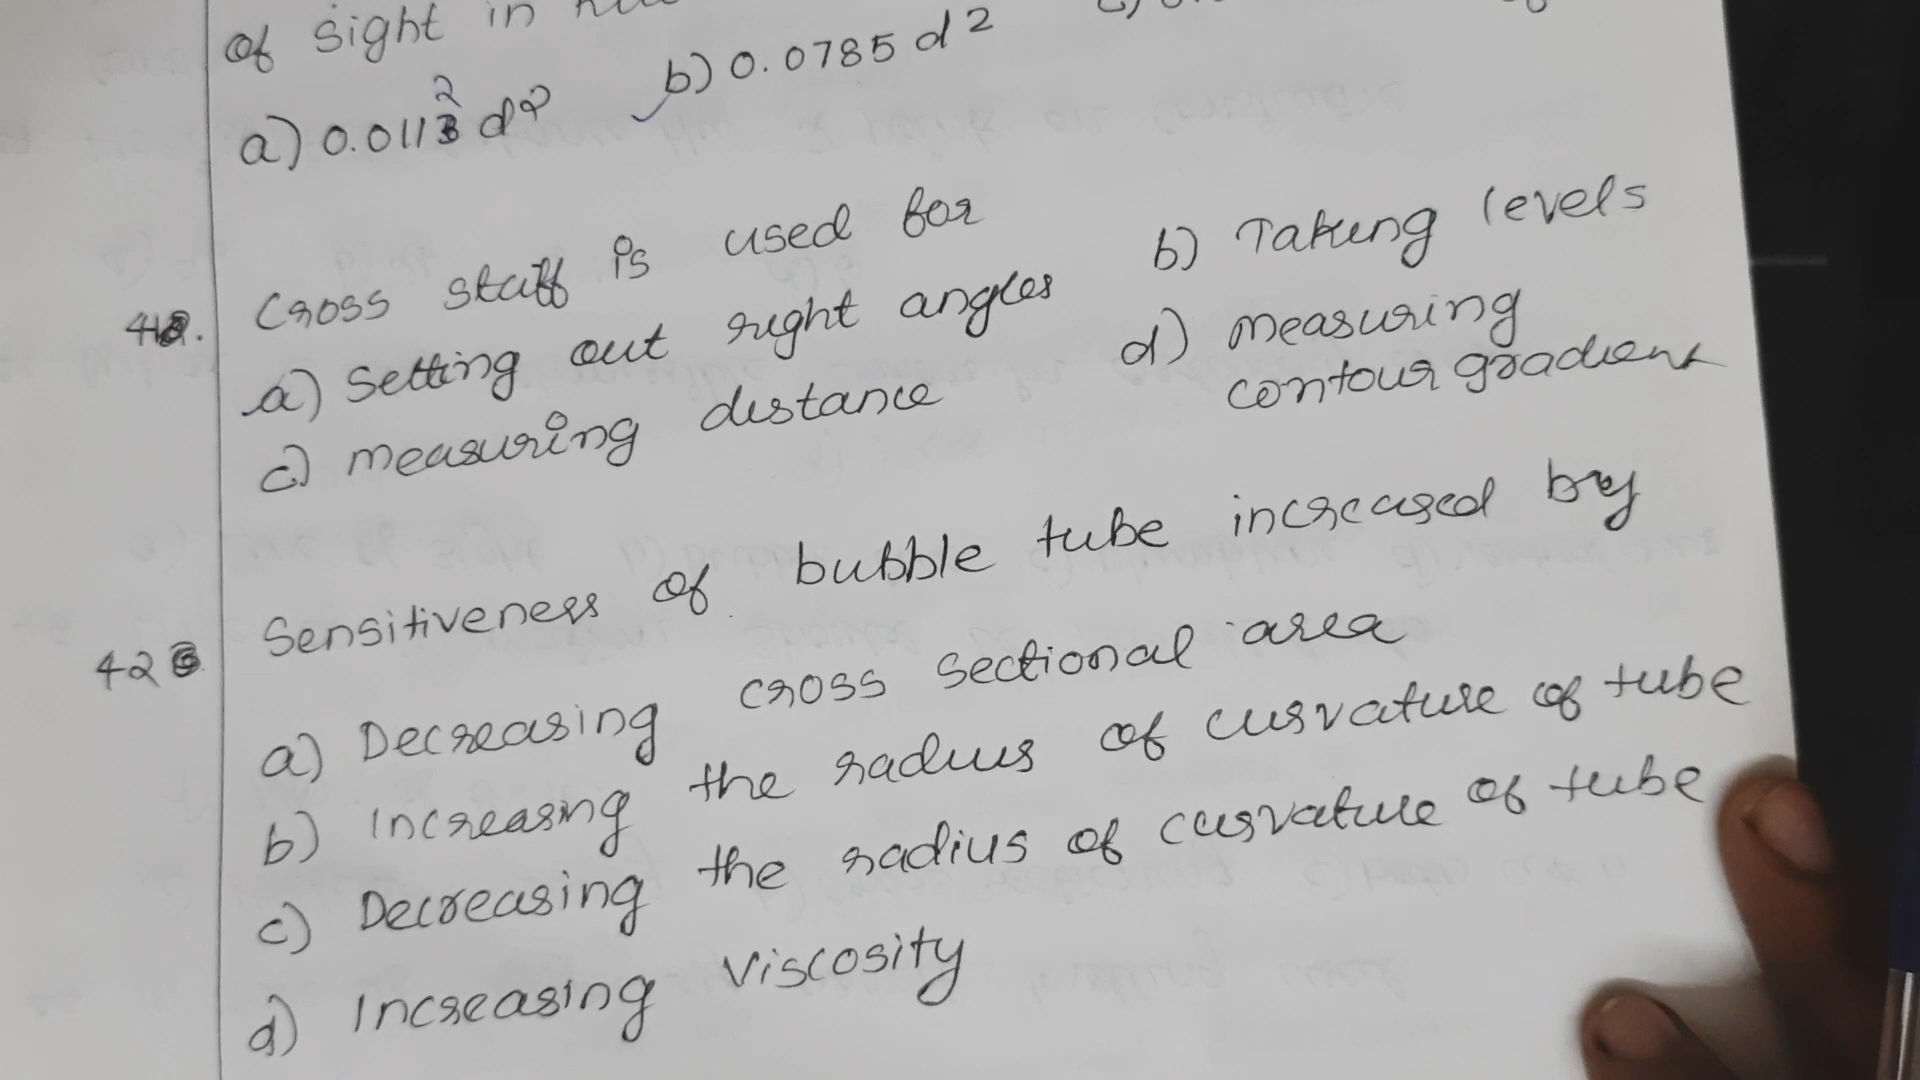 of sight in
a) 0.0112 d² b) 0.0785 d²
41. Cross staff is used for
a) Setting out right angles b) Taking levels
c) measuring distance d) measuring
contour gradient
42. Sensitiveness of bubble tube increased by
a) Decreasing cross sectional area
b) Increasing the radius of curvature of tube
c) Decreasing the radius of curvature of tube
d) Increasing viscosity